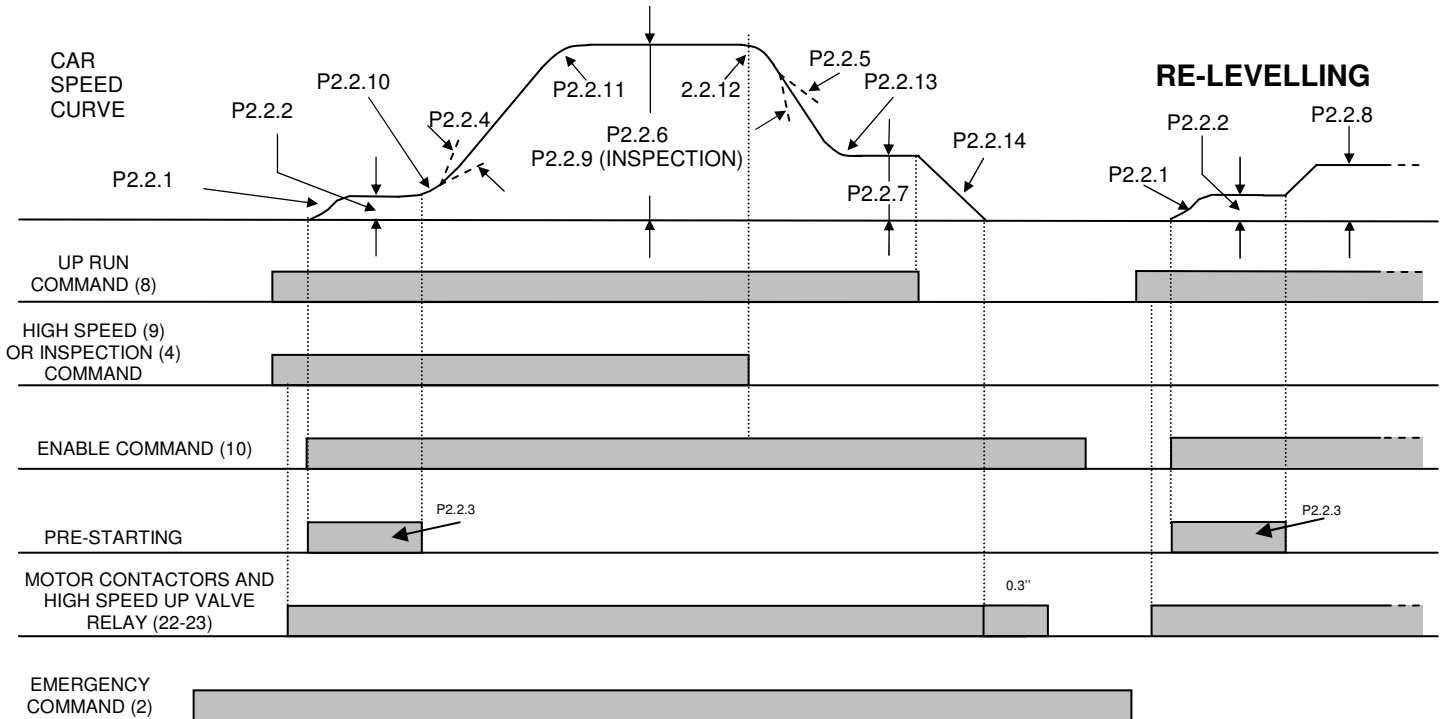 CAR
SPEED
CURVE
P2.2.1
P2.2.2
P2.2.10
P2.2.4
P2.2.11
P2.2.6
P2.2.9 (INSPECTION)
2.2.12
P2.2.5
P2.2.13
P2.2.7
P2.2.14
RE-LEVELLING
P2.2.1
P2.2.2
P2.2.8
UP RUN
COMMAND (8)
HIGH SPEED (9)
OR INSPECTION (4)
COMMAND
ENABLE COMMAND (10)
PRE-STARTING
P2.2.3
P2.2.3
MOTOR CONTACTORS AND
HIGH SPEED UP VALVE
RELAY (22-23)
0.3’’
EMERGENCY
COMMAND (2)